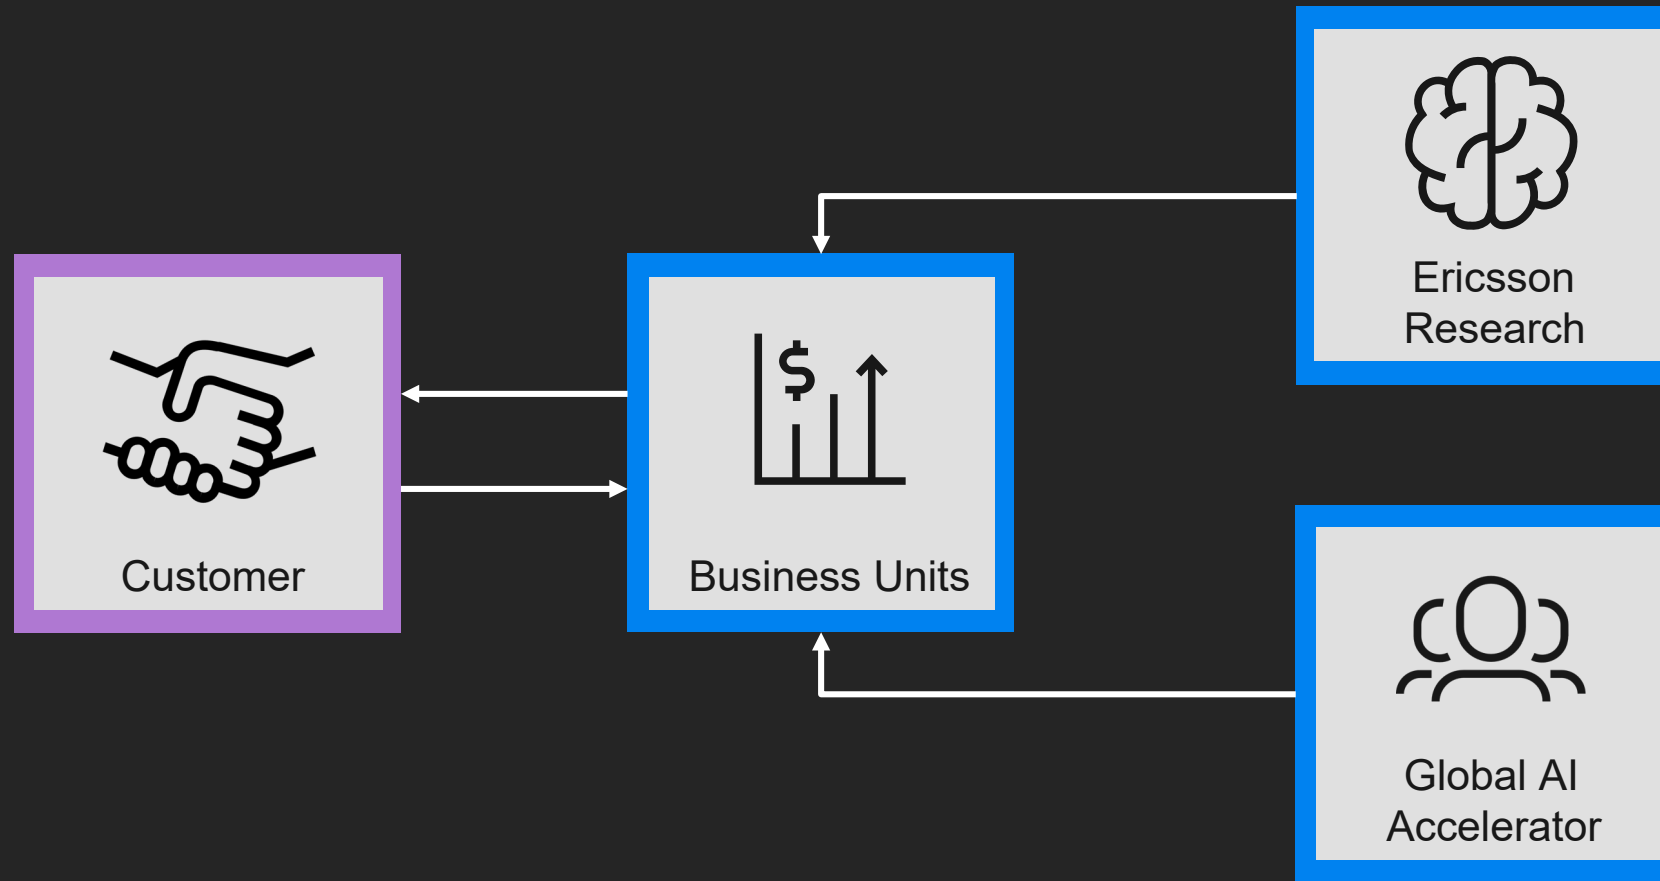 Ericsson
Research
Customer
$
Business Units
Global AI
Accelerator